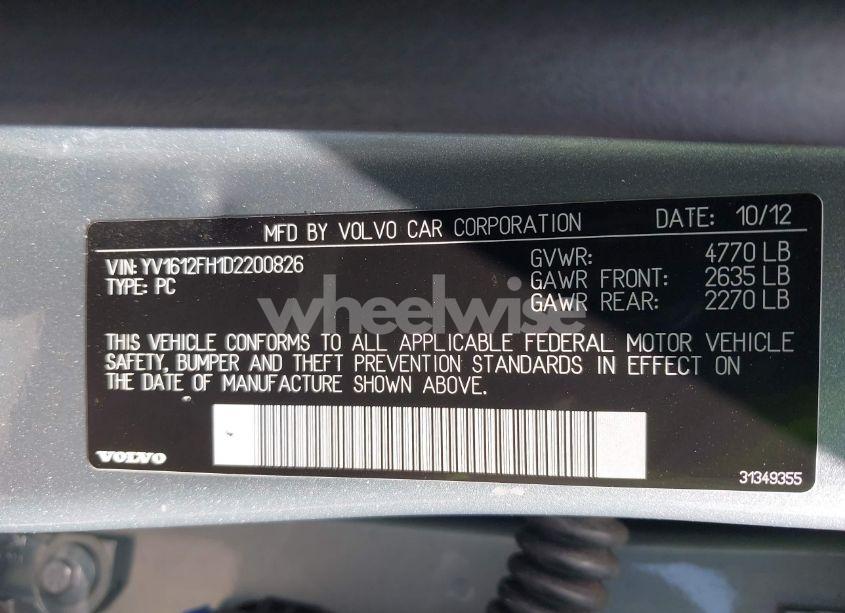 MFD BY VOLVO CAR CORPORATION DATE: 10/12
VIN: YV1612FH1D2200826
TYPE: PC
GVWR: 4770 LB
GAWR FRONT: 2635 LB
GAWR REAR: 2270 LB
wheelwise
THIS VEHICLE CONFORMS TO ALL APPLICABLE FEDERAL MOTOR VEHICLE
SAFETY, BUMPER AND THEFT PREVENTION STANDARDS IN EFFECT ON
THE DATE OF MANUFACTURE SHOWN ABOVE.
VOLVO
31349355